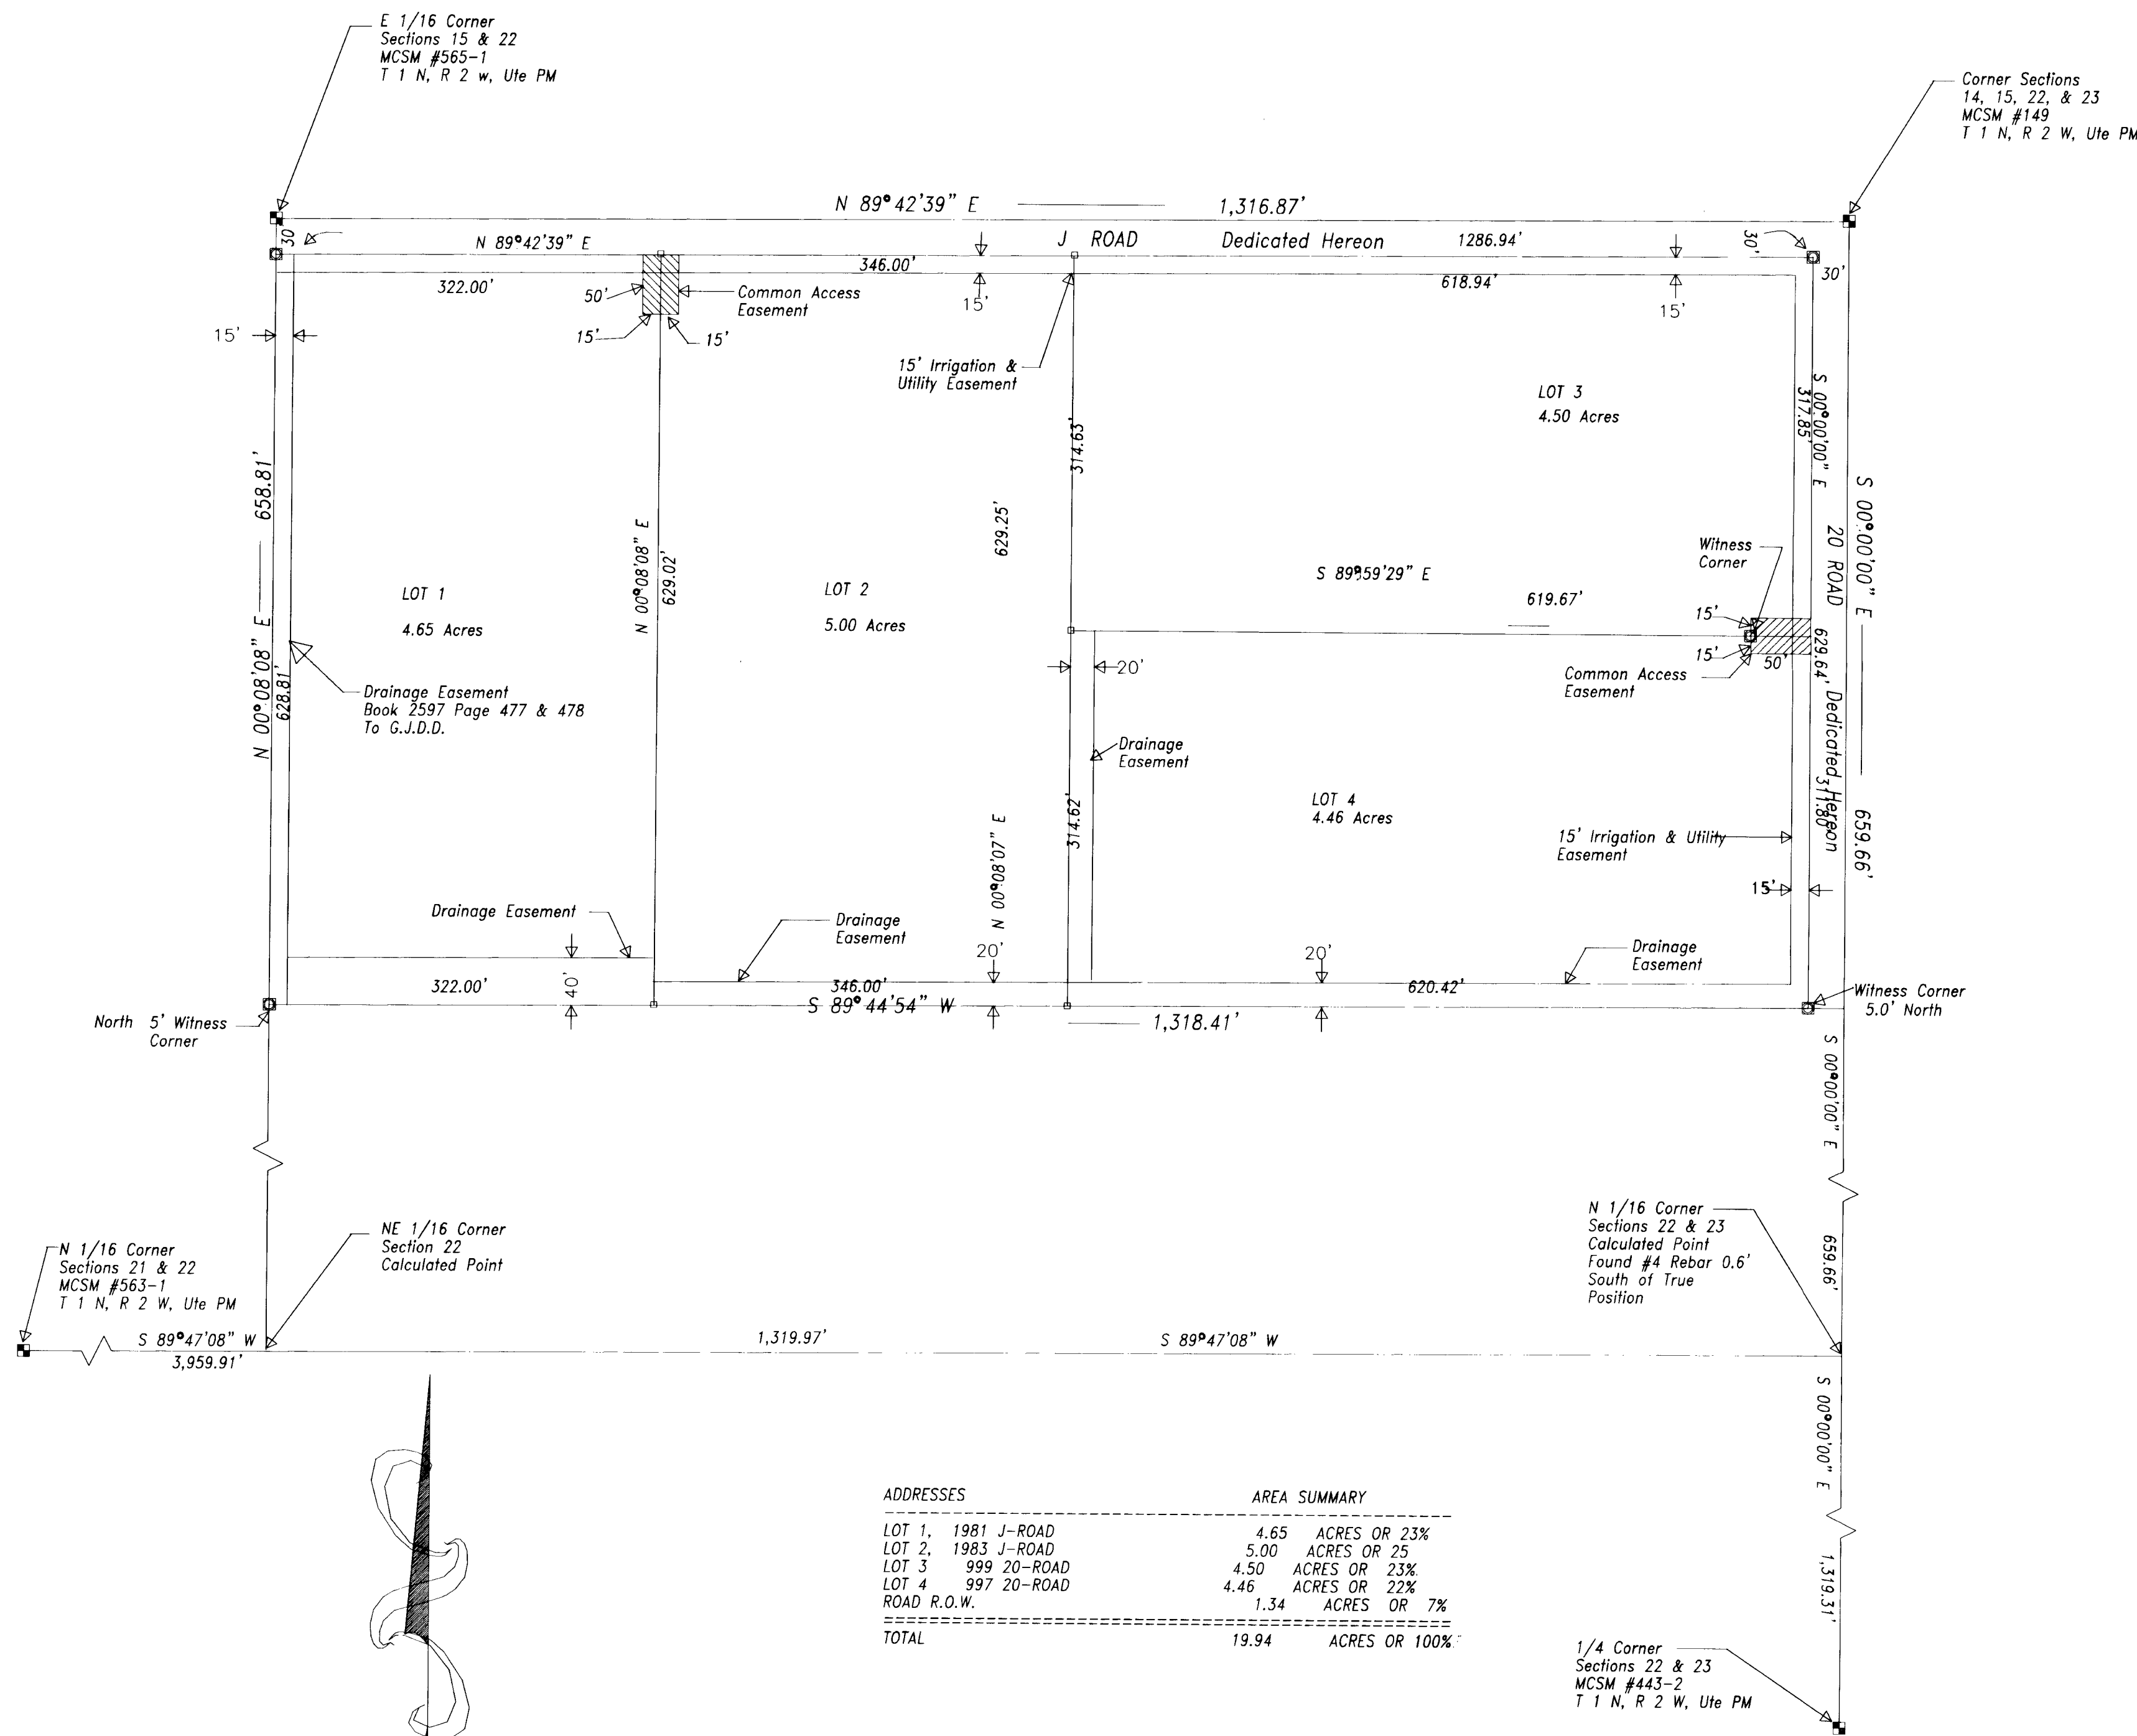 E 1/16 Corner
Sections 15 & 22
MCSM #565-1
T 1 N, R 2 w, Ute PM
Corner Sections
14, 15, 22, & 23
MCSM #149
T 1 N, R 2 W, Ute PM
N 89°42'39" E
1,316.87'
30'
N 89°42'39" E
J ROAD
Dedicated Hereon
1286.94'
30'
30'
322.00'
50'
346.00'
15'
618.94'
15'
Common Access
Easement
15'
15'
15'
15' Irrigation &
Utility Easement
LOT 3
4.50 Acres
314.63'
S 00°00'00" E
317.85'
N 00°08'08" E
658.81'
628.81'
N 00°08'08" E
629.02'
629.25'
S 00°00'00" E
659.66'
20 ROAD
Dedicated Hereon
629.64'
311.80'
Witness
Corner
S 89°59'29" E
619.67'
15'
15'
50'
Common Access
Easement
LOT 1
4.65 Acres
LOT 2
5.00 Acres
20'
Drainage Easement
Book 2597 Page 477 & 478
To G.J.D.D.
Drainage
Easement
LOT 4
4.46 Acres
314.62'
N 00°08'07" E
15' Irrigation & Utility
Easement
15'
Drainage Easement
Drainage
Easement
20'
20'
Drainage
Easement
322.00'
40'
346.00'
620.42'
S 89°44'54" W
1,318.41'
Witness Corner
5.0' North
North 5' Witness
Corner
S 00°00'00" E
659.66'
N 1/16 Corner
Sections 21 & 22
MCSM #563-1
T 1 N, R 2 W, Ute PM
NE 1/16 Corner
Section 22
Calculated Point
N 1/16 Corner
Sections 22 & 23
Calculated Point
Found #4 Rebar 0.6'
South of True
Position
S 89°47'08" W
3,959.91'
1,319.97'
S 89°47'08" W
S 00°00'00" E
1,319.31'
ADDRESSES AREA SUMMARY
LOT 1, 1981 J-ROAD 4.65 ACRES OR 23%
LOT 2, 1983 J-ROAD 5.00 ACRES OR 25
LOT 3 999 20-ROAD 4.50 ACRES OR 23%
LOT 4 997 20-ROAD 4.46 ACRES OR 22%
ROAD R.O.W. 1.34 ACRES OR 7%
TOTAL 19.94 ACRES OR 100%
1/4 Corner
Sections 22 & 23
MCSM #443-2
T 1 N, R 2 W, Ute PM